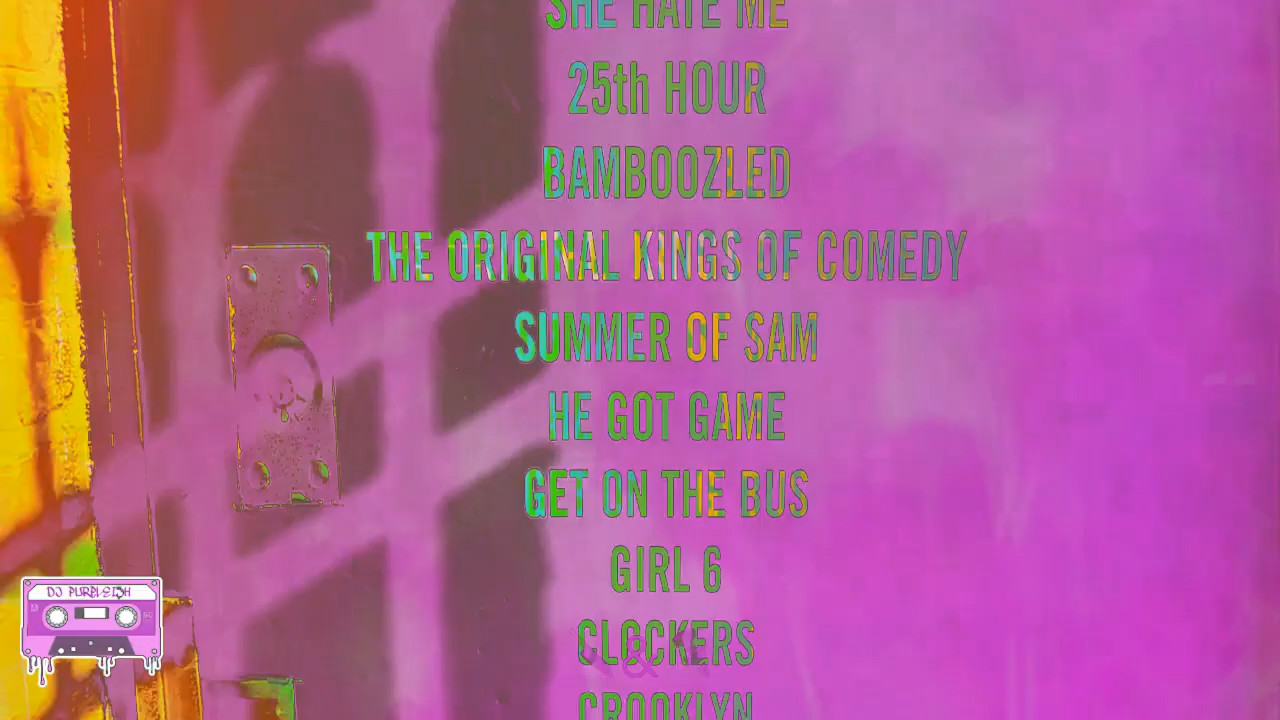 SHE HATE ME
25th HOUR
BAMBOOZLED
THE ORIGINAL KINGS OF COMEDY
SUMMER OF SAM
HE GOT GAME
GET ON THE BUS
GIRL 6
CLOCKERS
CROOKLYN
DJ PURPLEISH